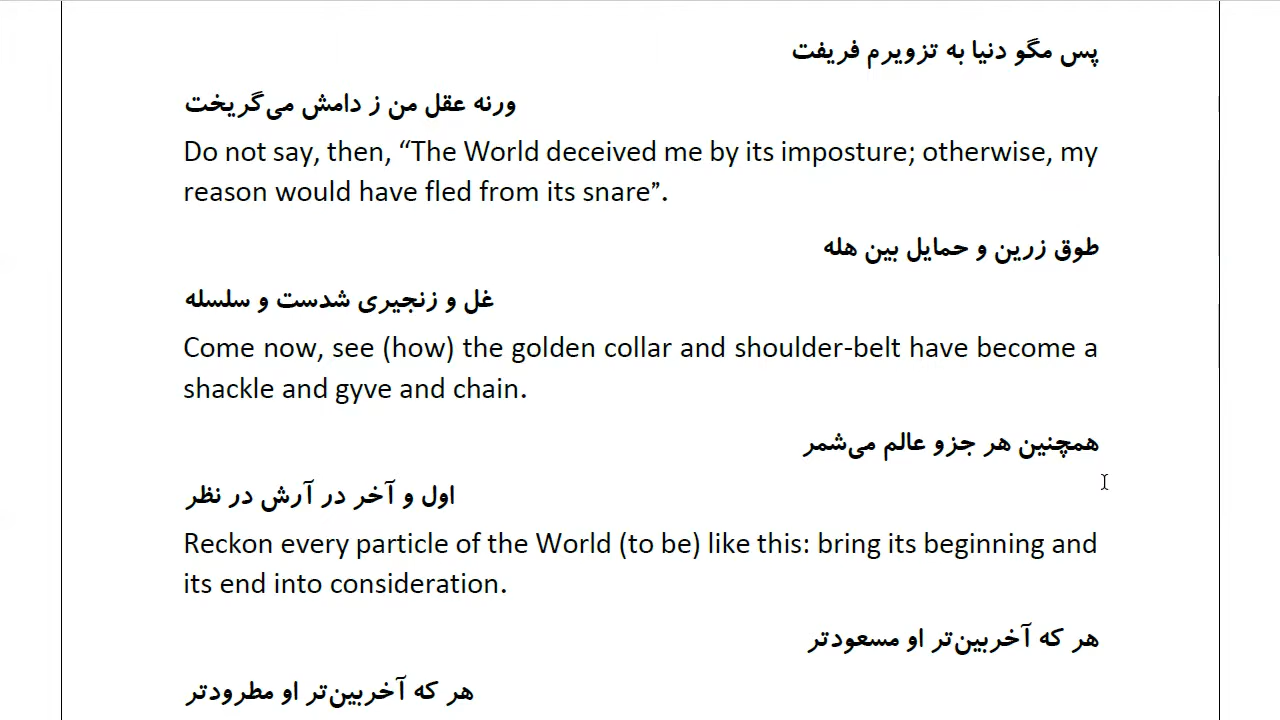 پس مگو دنیا به تزویرم فریفت
ورنه عقل من ز دامش می‌گریخت
Do not say, then, “The World deceived me by its imposture; otherwise, my
reason would have fled from its snare”.
طوق زرین و حمایل بین هله
غل و زنجیری شدست و سلسله
Come now, see (how) the golden collar and shoulder-belt have become a
shackle and gyve and chain.
همچنین هر جزو عالم می‌شمر
اول و آخر در آرش در نظر
Reckon every particle of the World (to be) like this: bring its beginning and
its end into consideration.
هر که آخربین‌تر او مسعودتر
هر که آخربین‌تر او مطرودتر